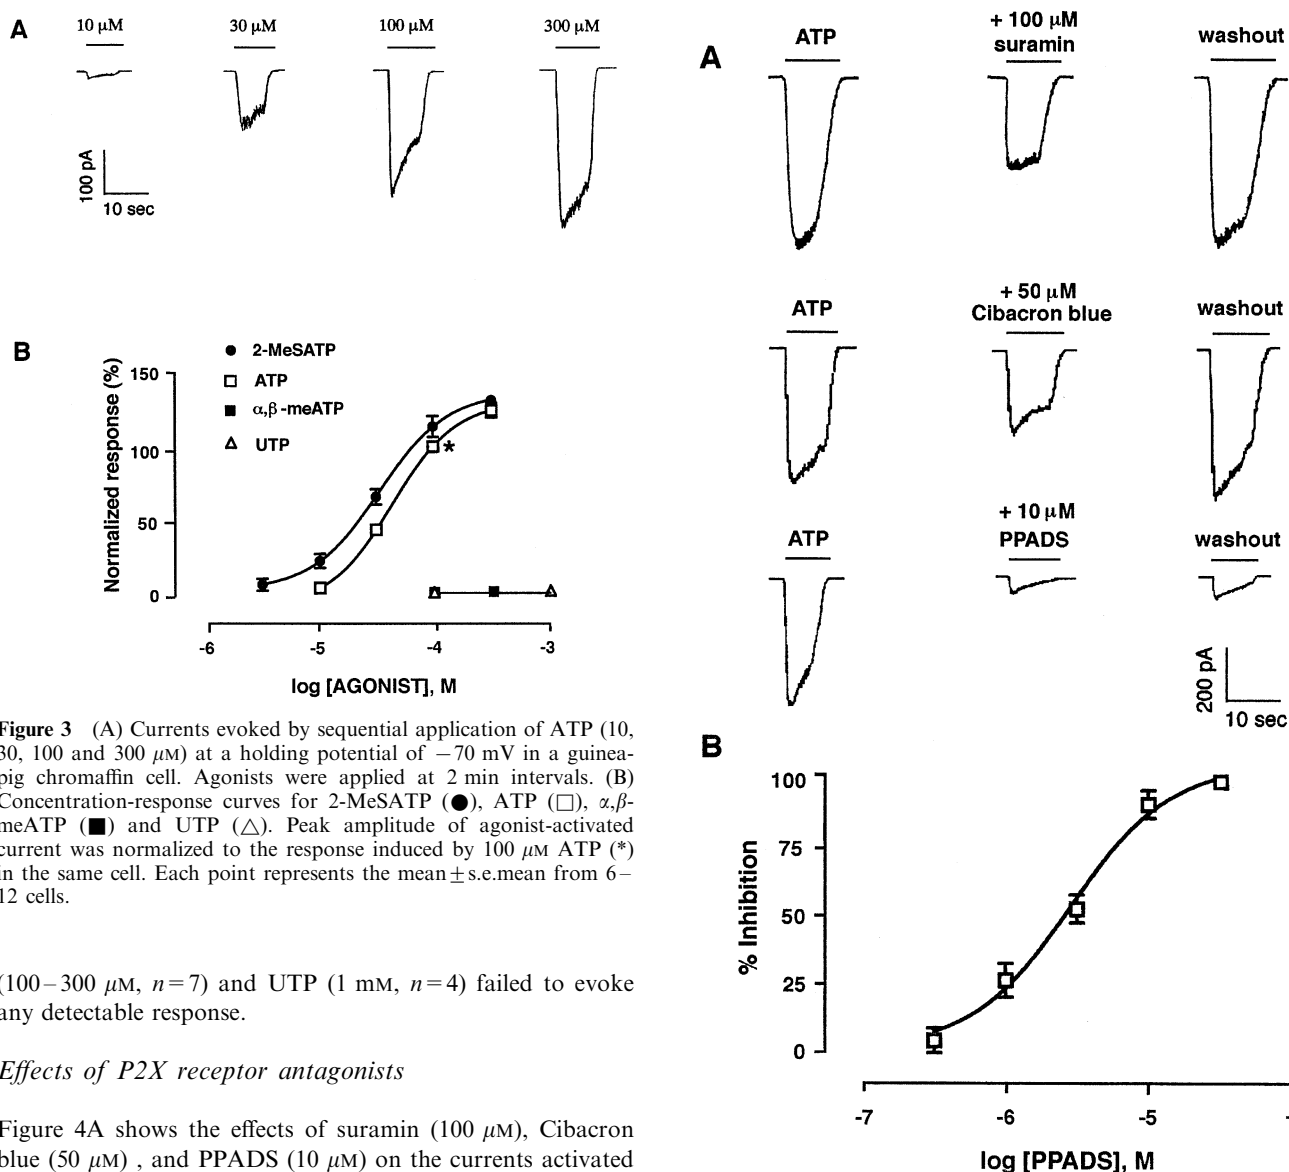 A
10 µM
30 µM
100 µM
300 µM
100 pA
10 sec
B
Normalized response (%)
150
100
50
0
2-MeSATP
ATP
α,β-meATP
UTP
*
-6
-5
-4
-3
log [AGONIST], M
Figure 3 (A) Currents evoked by sequential application of ATP (10,
30, 100 and 300 µM) at a holding potential of −70 mV in a guinea-
pig chromaffin cell. Agonists were applied at 2 min intervals. (B)
Concentration-response curves for 2-MeSATP (●), ATP (□), α,β-
meATP (■) and UTP (△). Peak amplitude of agonist-activated
current was normalized to the response induced by 100 µM ATP (*)
in the same cell. Each point represents the mean±s.e.mean from 6–
12 cells.
(100–300 µM, n=7) and UTP (1 mM, n=4) failed to evoke
any detectable response.
Effects of P2X receptor antagonists
Figure 4A shows the effects of suramin (100 µM), Cibacron
blue (50 µM) , and PPADS (10 µM) on the currents activated
A
ATP
+ 100 µM
suramin
washout
ATP
+ 50 µM
Cibacron blue
washout
ATP
+ 10 µM
PPADS
washout
200 pA
10 sec
B
% Inhibition
100
75
50
25
0
-7
-6
-5
log [PPADS], M